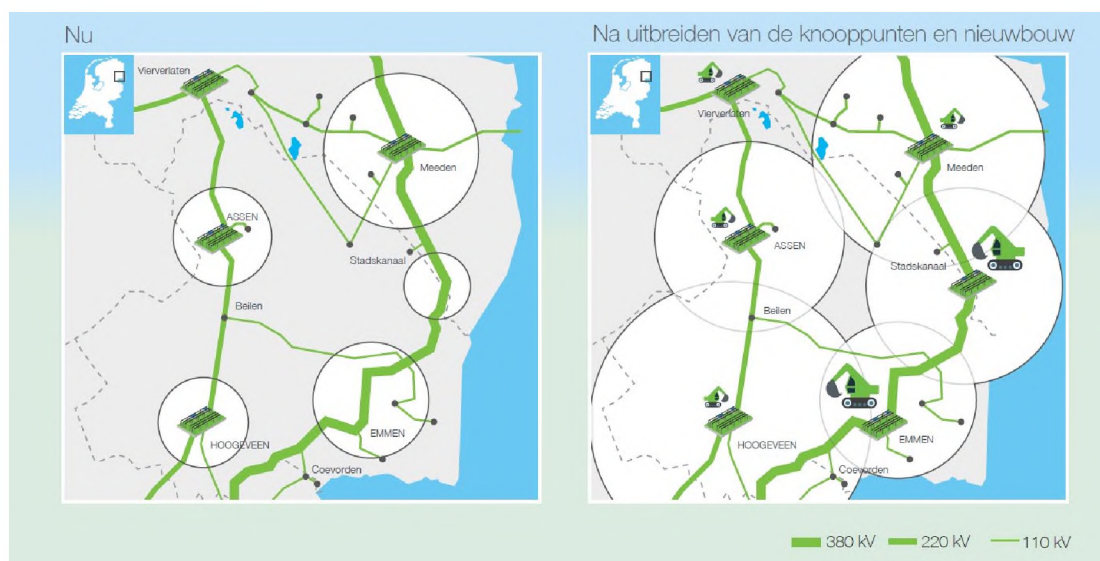 Nu
Vierverlaten
Meeden
ASSEN
Stadskanaal
Beilen
HOOGEVEEN
EMMEN
Coevorden
Na uitbreiden van de knooppunten en nieuwbouw
Vierverlaten
Meeden
ASSEN
Stadskanaal
Beilen
HOOGEVEEN
EMMEN
Coevorden
380 kV 220 kV 110 kV